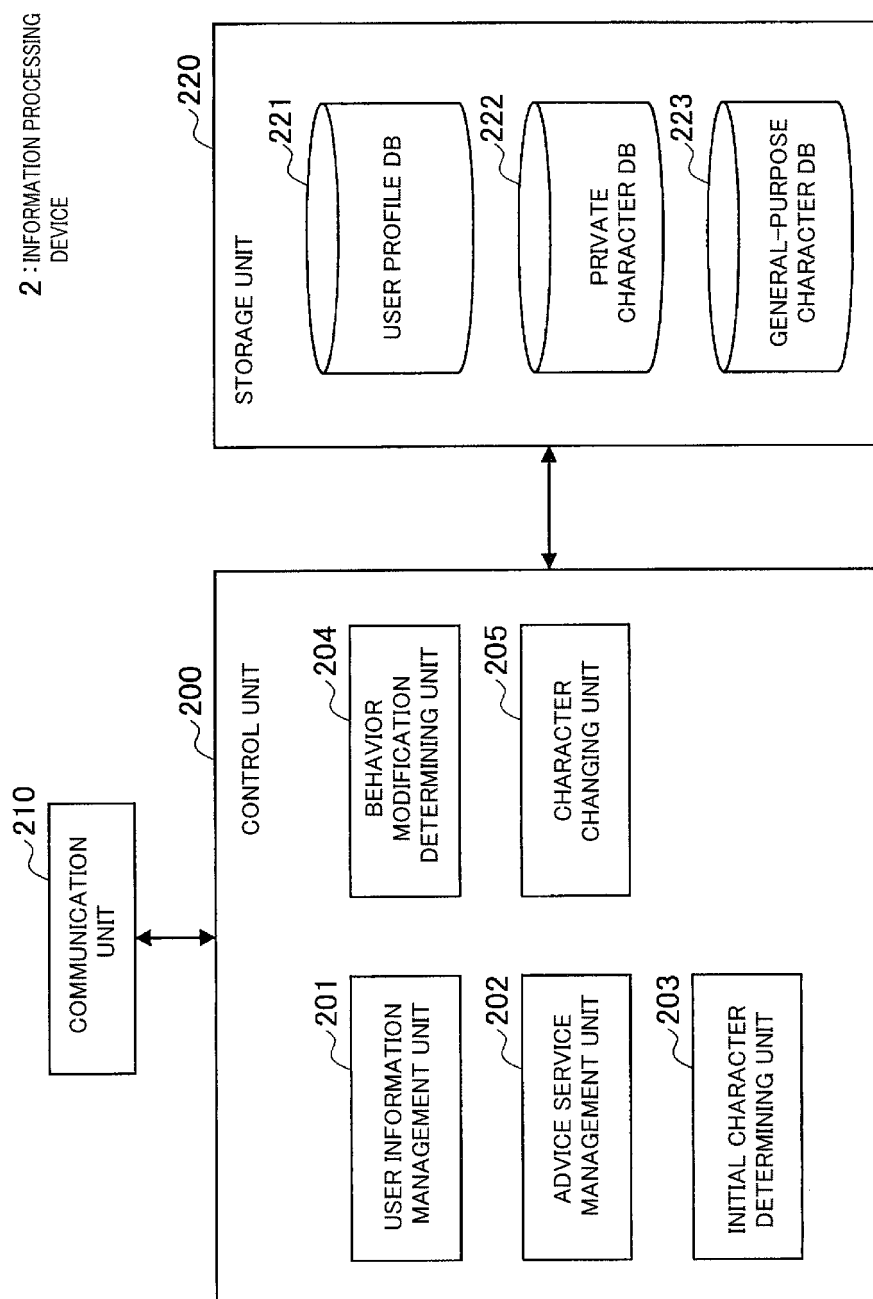 2 : INFORMATION PROCESSING
DEVICE
210
COMMUNICATION
UNIT
200
CONTROL UNIT
201
USER INFORMATION
MANAGEMENT UNIT
202
ADVICE SERVICE
MANAGEMENT UNIT
203
INITIAL CHARACTER
DETERMINING UNIT
204
BEHAVIOR
MODIFICATION
DETERMINING UNIT
205
CHARACTER
CHANGING UNIT
220
STORAGE UNIT
221
USER PROFILE DB
222
PRIVATE
CHARACTER DB
223
GENERAL-PURPOSE
CHARACTER DB